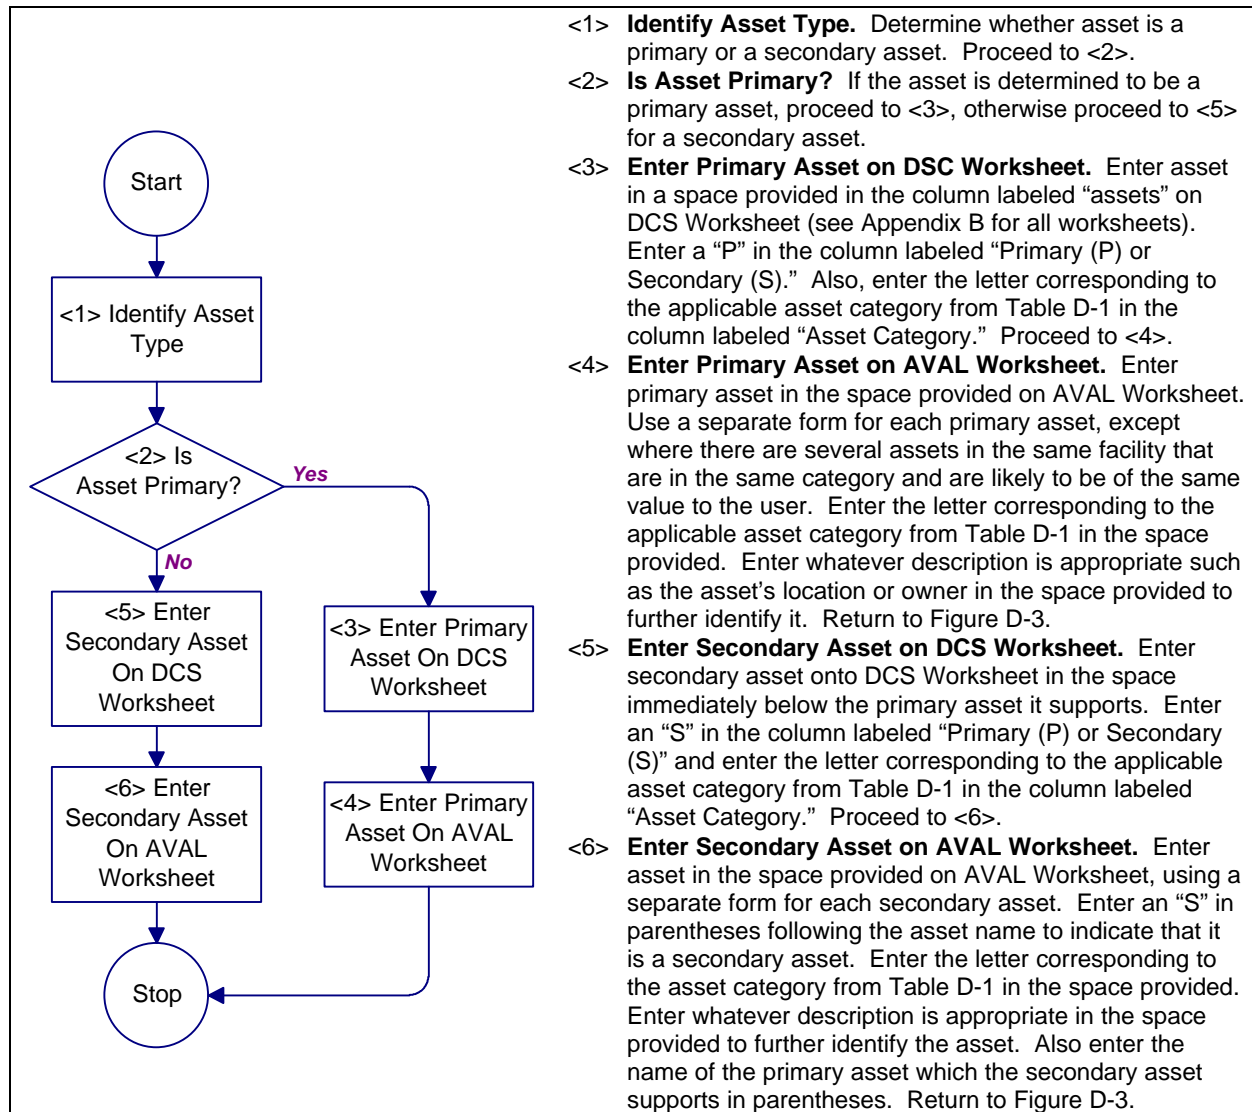 Start
<1> Identify Asset
Type
<2> Is
Asset Primary?
Yes
No
<5> Enter
Secondary Asset
On DCS
Worksheet
<3> Enter Primary
Asset On DCS
Worksheet
<6> Enter
Secondary Asset
On AVAL
Worksheet
<4> Enter Primary
Asset On AVAL
Worksheet
Stop
<1> Identify Asset Type. Determine whether asset is a
primary or a secondary asset. Proceed to <2>.
<2> Is Asset Primary? If the asset is determined to be a
primary asset, proceed to <3>, otherwise proceed to <5>
for a secondary asset.
<3> Enter Primary Asset on DSC Worksheet. Enter asset
in a space provided in the column labeled “assets” on
DCS Worksheet (see Appendix B for all worksheets).
Enter a “P” in the column labeled “Primary (P) or
Secondary (S).” Also, enter the letter corresponding to
the applicable asset category from Table D-1 in the
column labeled “Asset Category.” Proceed to <4>.
<4> Enter Primary Asset on AVAL Worksheet. Enter
primary asset in the space provided on AVAL Worksheet.
Use a separate form for each primary asset, except
where there are several assets in the same facility that
are in the same category and are likely to be of the same
value to the user. Enter the letter corresponding to the
applicable asset category from Table D-1 in the space
provided. Enter whatever description is appropriate such
as the asset’s location or owner in the space provided to
further identify it. Return to Figure D-3.
<5> Enter Secondary Asset on DCS Worksheet. Enter
secondary asset onto DCS Worksheet in the space
immediately below the primary asset it supports. Enter
an “S” in the column labeled “Primary (P) or Secondary
(S)” and enter the letter corresponding to the applicable
asset category from Table D-1 in the column labeled
“Asset Category.” Proceed to <6>.
<6> Enter Secondary Asset on AVAL Worksheet. Enter
asset in the space provided on AVAL Worksheet, using a
separate form for each secondary asset. Enter an “S” in
parentheses following the asset name to indicate that it
is a secondary asset. Enter the letter corresponding to
the asset category from Table D-1 in the space provided.
Enter whatever description is appropriate in the space
provided to further identify the asset. Also enter the
name of the primary asset which the secondary asset
supports in parentheses. Return to Figure D-3.